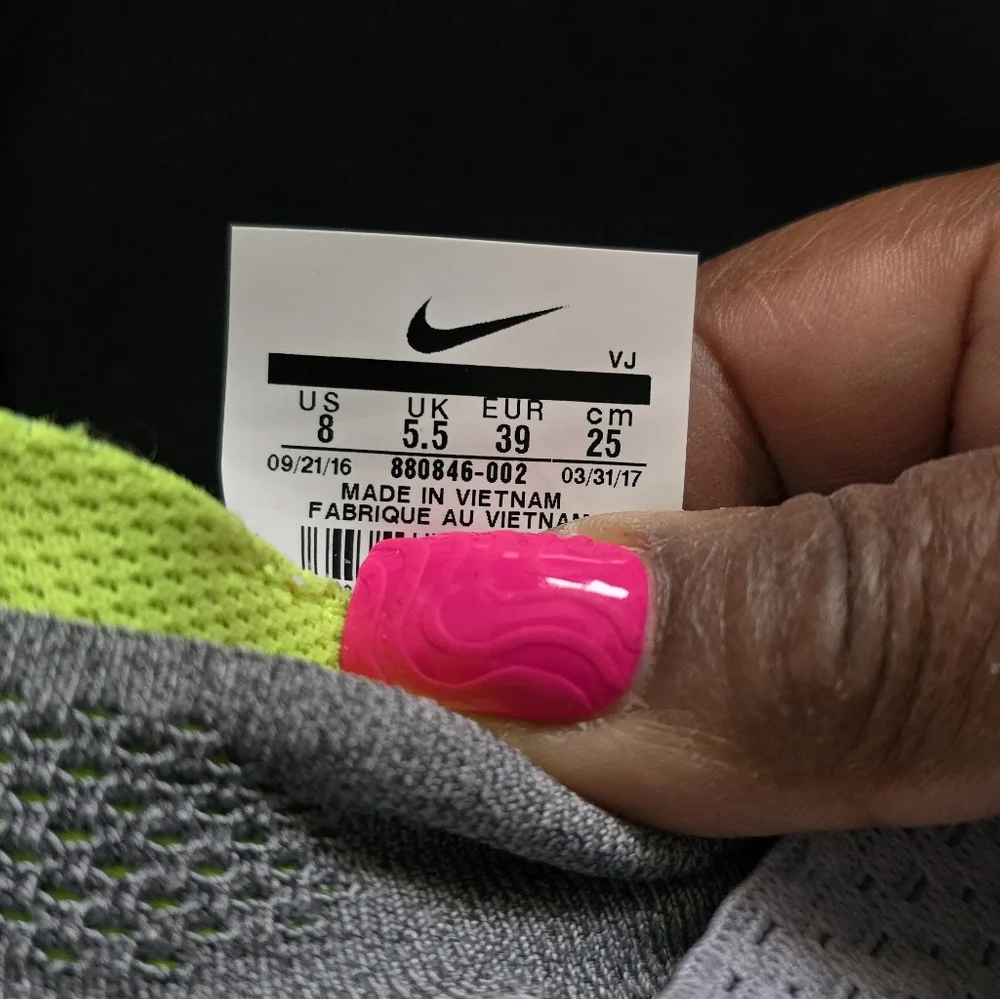 VJ
US UK EUR cm
8 5.5 39 25
09/21/16 880846-002 03/31/17
MADE IN VIETNAM
FABRIQUE AU VIETNAM